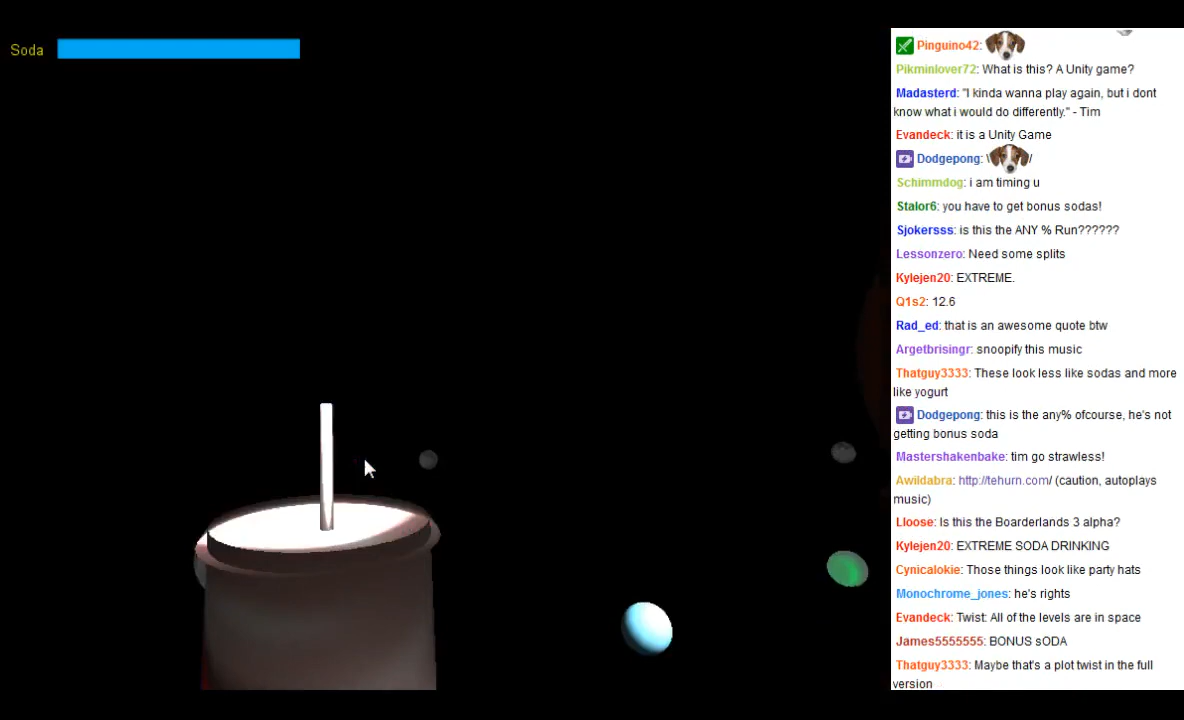 Soda
Pinguino42:
Pikminlover72: What is this? A Unity game?
Madasterd: "I kinda wanna play again, but i dont
know what i would do differently." - Tim
Evandeck: it is a Unity Game
Dodgepong: \ /
Schimmdog: i am timing u
Stalor6: you have to get bonus sodas!
Sjokersss: is this the ANY % Run??????
Lessonzero: Need some splits
Kylejen20: EXTREME.
Q1s2: 12.6
Rad_ed: that is an awesome quote btw
Argetbrisingr: snoopify this music
Thatguy3333: These look less like sodas and more
like yogurt
Dodgepong: this is the any% ofcourse, he's not
getting bonus soda
Mastershakenbake: tim go strawless!
Awildabra: http://tehurn.com/ (caution, autoplays
music)
Lloose: Is this the Boarderlands 3 alpha?
Kylejen20: EXTREME SODA DRINKING
Cynicalokie: Those things look like party hats
Monochrome_jones: he's rights
Evandeck: Twist: All of the levels are in space
James5555555: BONUS sODA
Thatguy3333: Maybe that's a plot twist in the full
version